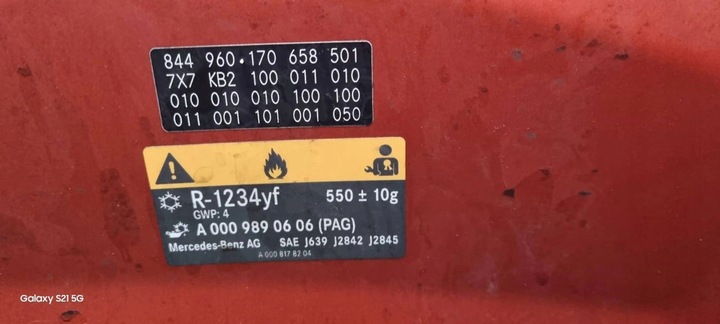 844 960·170 658 501
7X7 KB2 100 011 010
010 010 010 100 100
011 001 101 001 050
R-1234yf 550 ± 10g
GWP: 4
A 000 989 06 06 (PAG)
Mercedes-Benz AG SAE J639 J2842 J2845
A 000 817 82 04
Galaxy S21 5G